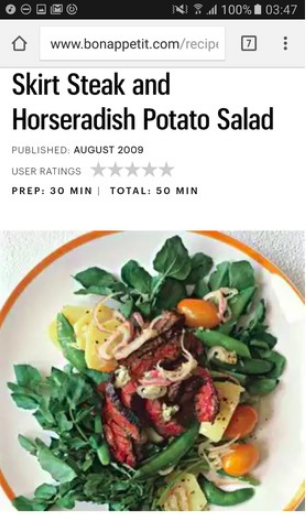 100% 03:47
www.bonappetit.com/recipe
7
Skirt Steak and
Horseradish Potato Salad
PUBLISHED: AUGUST 2009
USER RATINGS
PREP: 30 MIN | TOTAL: 50 MIN